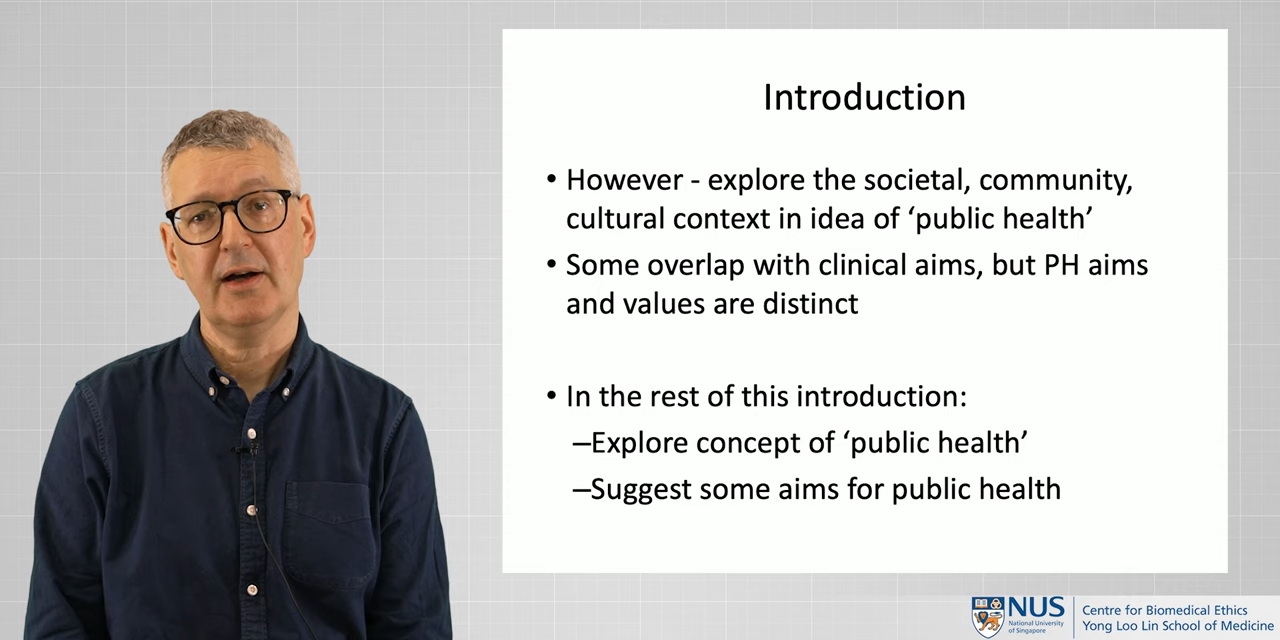 Introduction
• However - explore the societal, community,
cultural context in idea of ‘public health’
• Some overlap with clinical aims, but PH aims
and values are distinct
• In the rest of this introduction:
–Explore concept of ‘public health’
–Suggest some aims for public health
NUS
National University
of Singapore
Centre for Biomedical Ethics
Yong Loo Lin School of Medicine